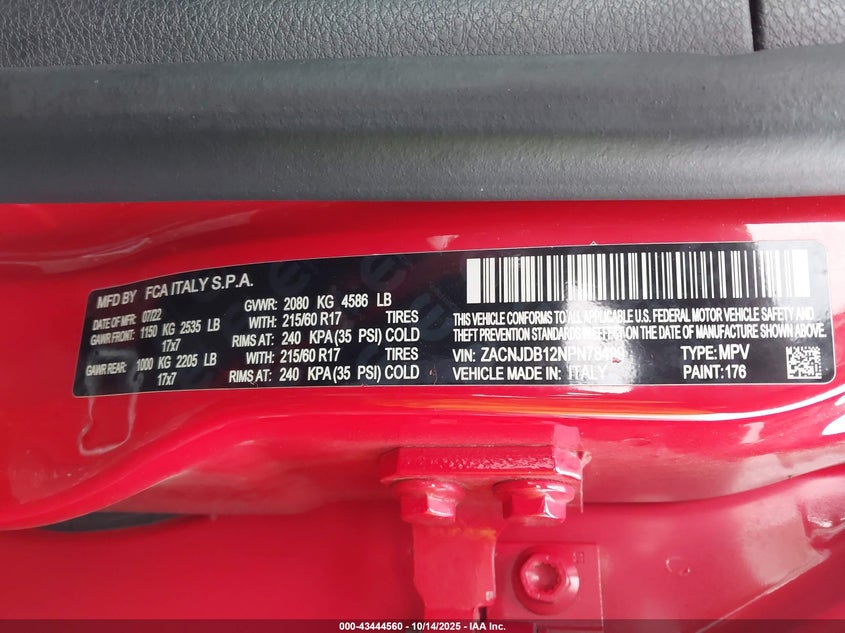 MFD BY FCA ITALY S.P.A.
DATE OF MFR: 07/22 GVWR: 2080 KG 4586 LB
GAWR FRONT: 1150 KG 2535 LB WITH: 215/60 R17 TIRES
17x7 RIMS AT: 240 KPA(35 PSI) COLD
GAWR REAR: 1000 KG 2205 LB WITH: 215/60 R17 TIRES
17x7 RIMS AT: 240 KPA(35 PSI) COLD
THIS VEHICLE CONFORMS TO ALL APPLICABLE U.S. FEDERAL MOTOR VEHICLE SAFETY AND
THEFT PREVENTION STANDARDS IN EFFECT ON THE DATE OF MANUFACTURE SHOWN ABOVE.
VIN: TYPE: MPV
VEHICLE MADE IN: ITALY PAINT: 176
000-43444560 - 10/14/2025 - IAA Inc.